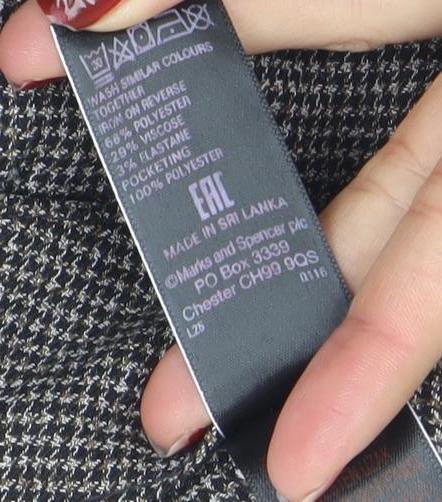 30
WASH SIMILAR COLOURS
TOGETHER
IRON ON REVERSE
68% POLYESTER
29% VISCOSE
3% ELASTANE
POCKETING
100% POLYESTER
EAC
MADE IN SRI LANKA
©Marks and Spencer plc
PO Box 3339
Chester CH99 9QS
0116